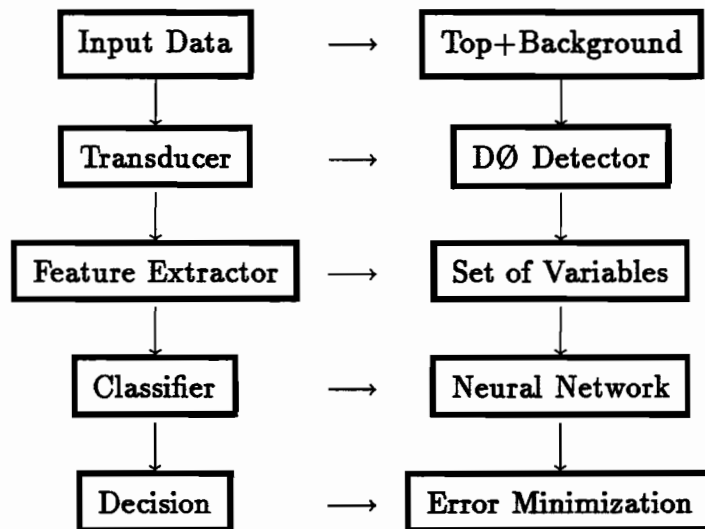 Input Data
Top+Background
Transducer
DØ Detector
Feature Extractor
Set of Variables
Classifier
Neural Network
Decision
Error Minimization